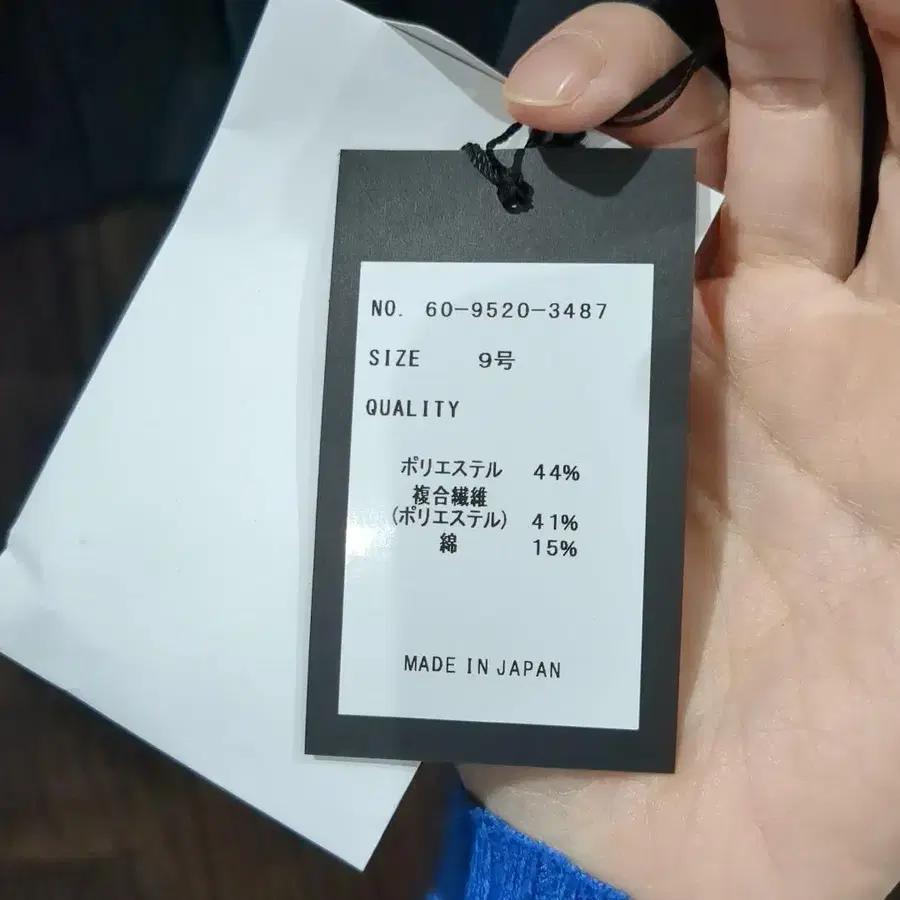 NO. 60-9520-3487
SIZE 9号
QUALITY
ポリエステル 44%
複合繊維
(ポリエステル) 41%
綿 15%
MADE IN JAPAN